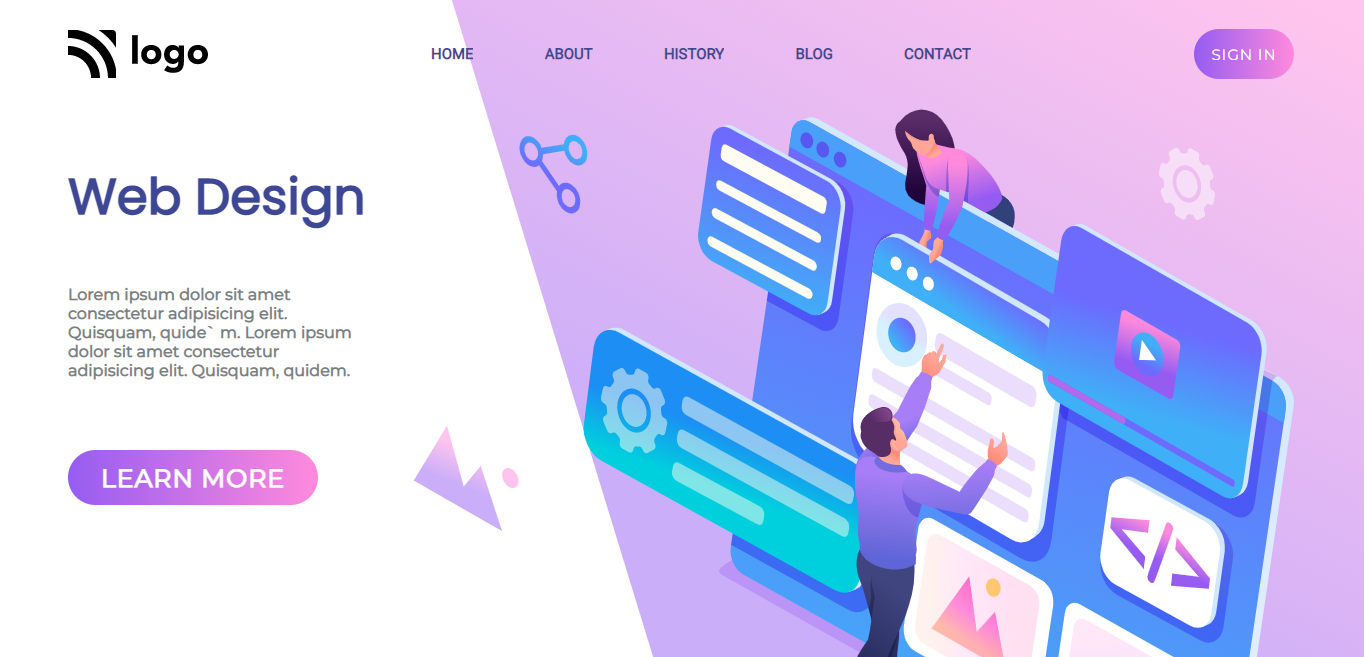 logo
HOME ABOUT HISTORY BLOG CONTACT SIGN IN
Web Design
Lorem ipsum dolor sit amet
consectetur adipisicing elit.
Quisquam, quide` m. Lorem ipsum
dolor sit amet consectetur
adipisicing elit. Quisquam, quidem.
LEARN MORE
</>